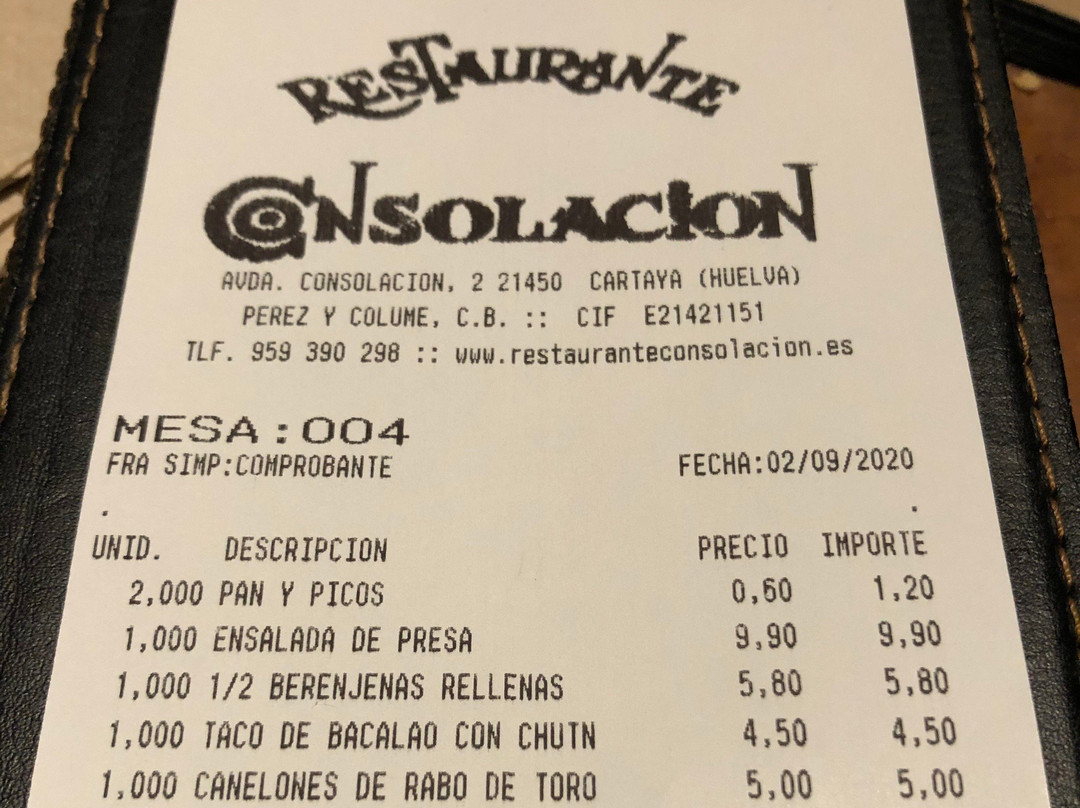 RESTAURANTE
CONSOLACION
AVDA. CONSOLACION, 2 21450 CARTAYA (HUELVA)
PEREZ Y COLUME, C.B. :: CIF E21421151
TLF. 959 390 298 :: www.restauranteconsolacion.es
MESA:004
FRA SIMP:COMPROBANTE FECHA:02/09/2020
. .
UNID. DESCRIPCION PRECIO IMPORTE
2,000 PAN Y PICOS 0,60 1,20
1,000 ENSALADA DE PRESA 9,90 9,90
1,000 1/2 BERENJENAS RELLENAS 5,80 5,80
1,000 TACO DE BACALAO CON CHUTN 4,50 4,50
1,000 CANELONES DE RABO DE TORO 5,00 5,00